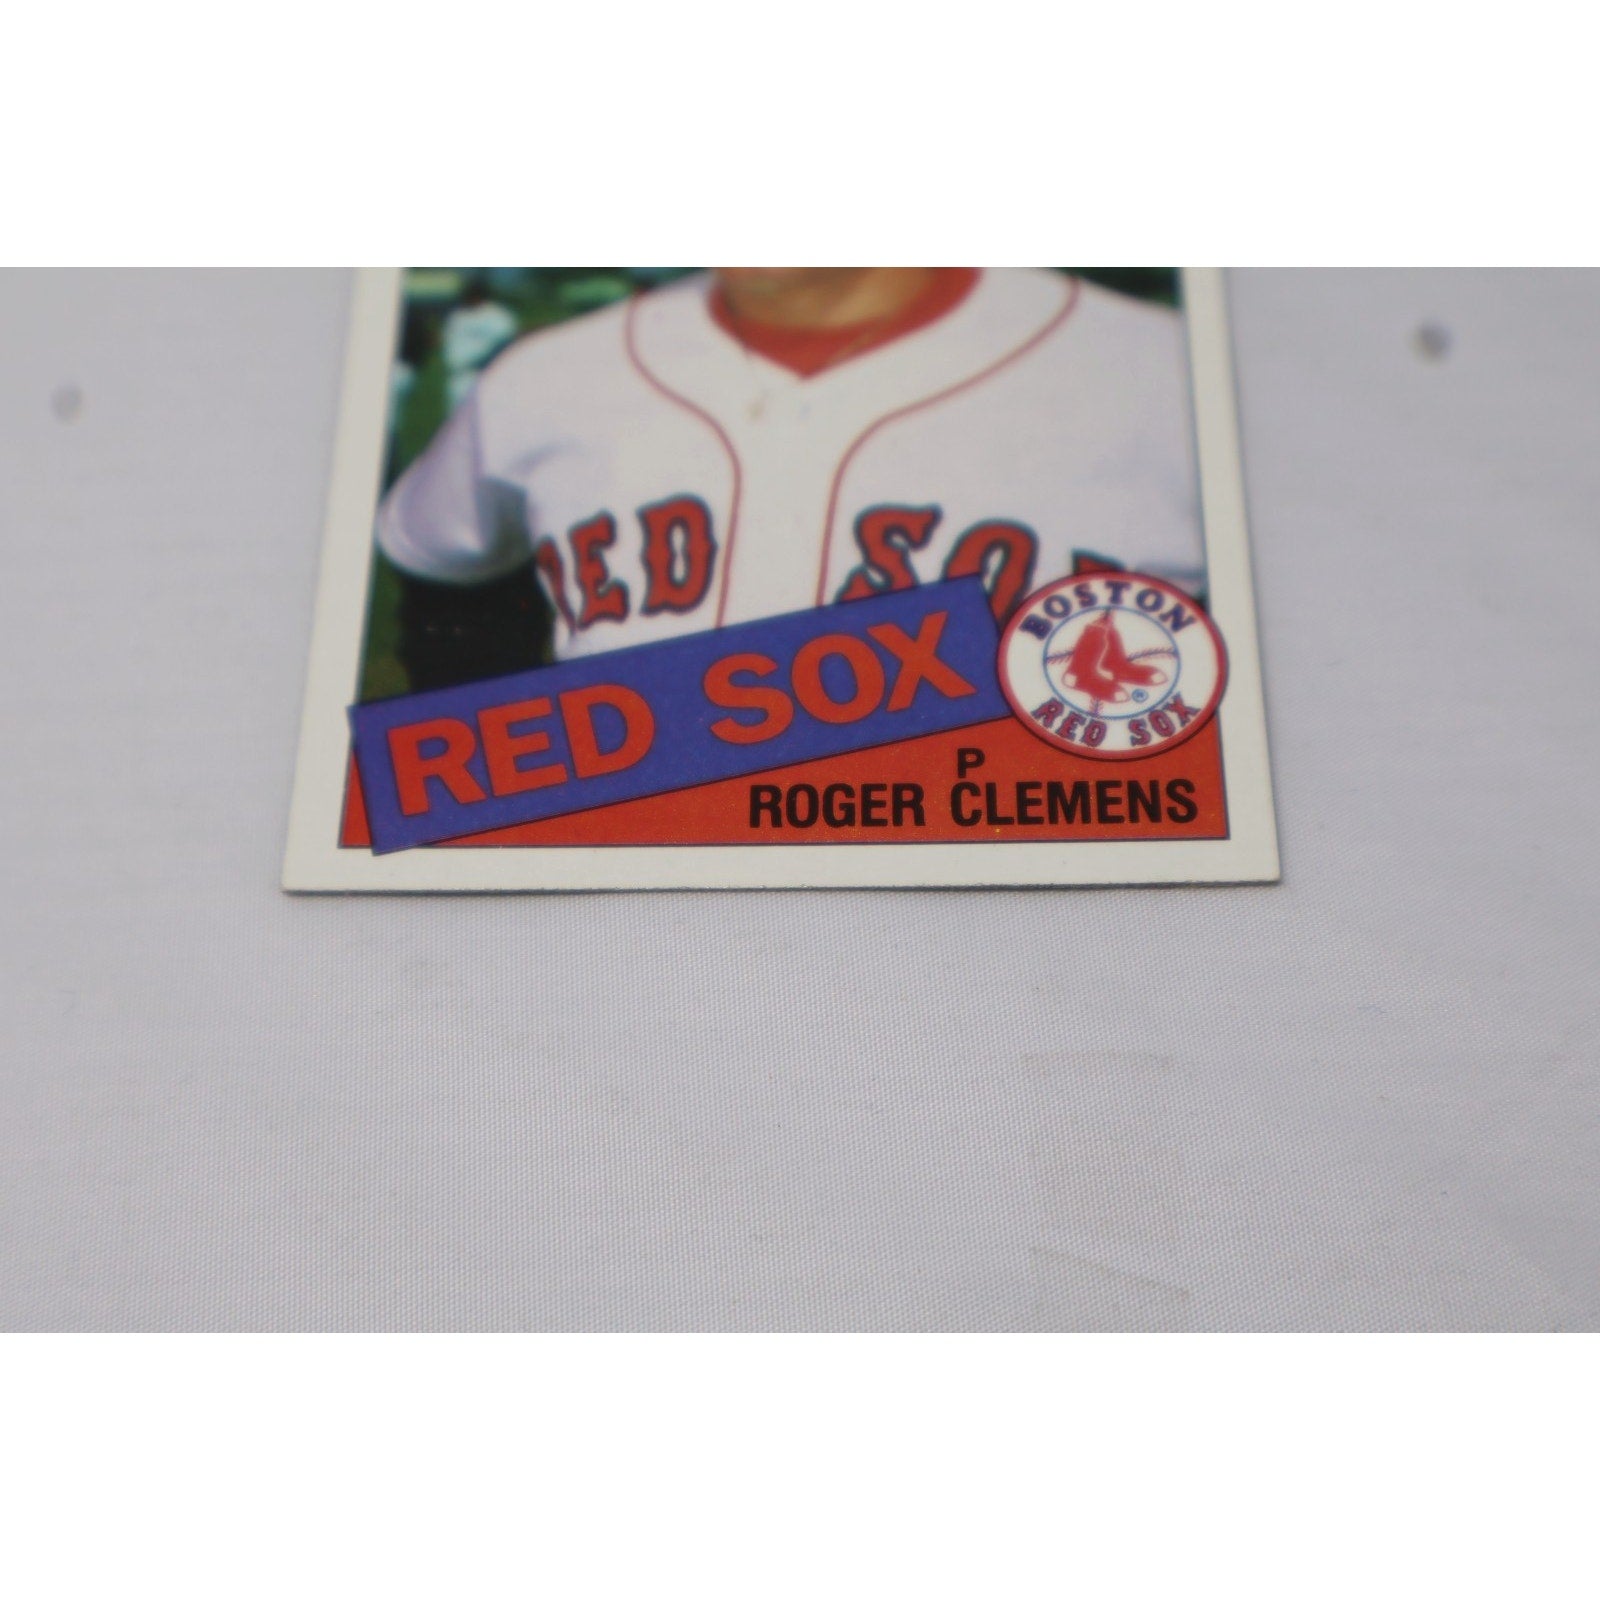 RED SO
RED SOX
BOSTON
RED SOX
®
P
ROGER CLEMENS